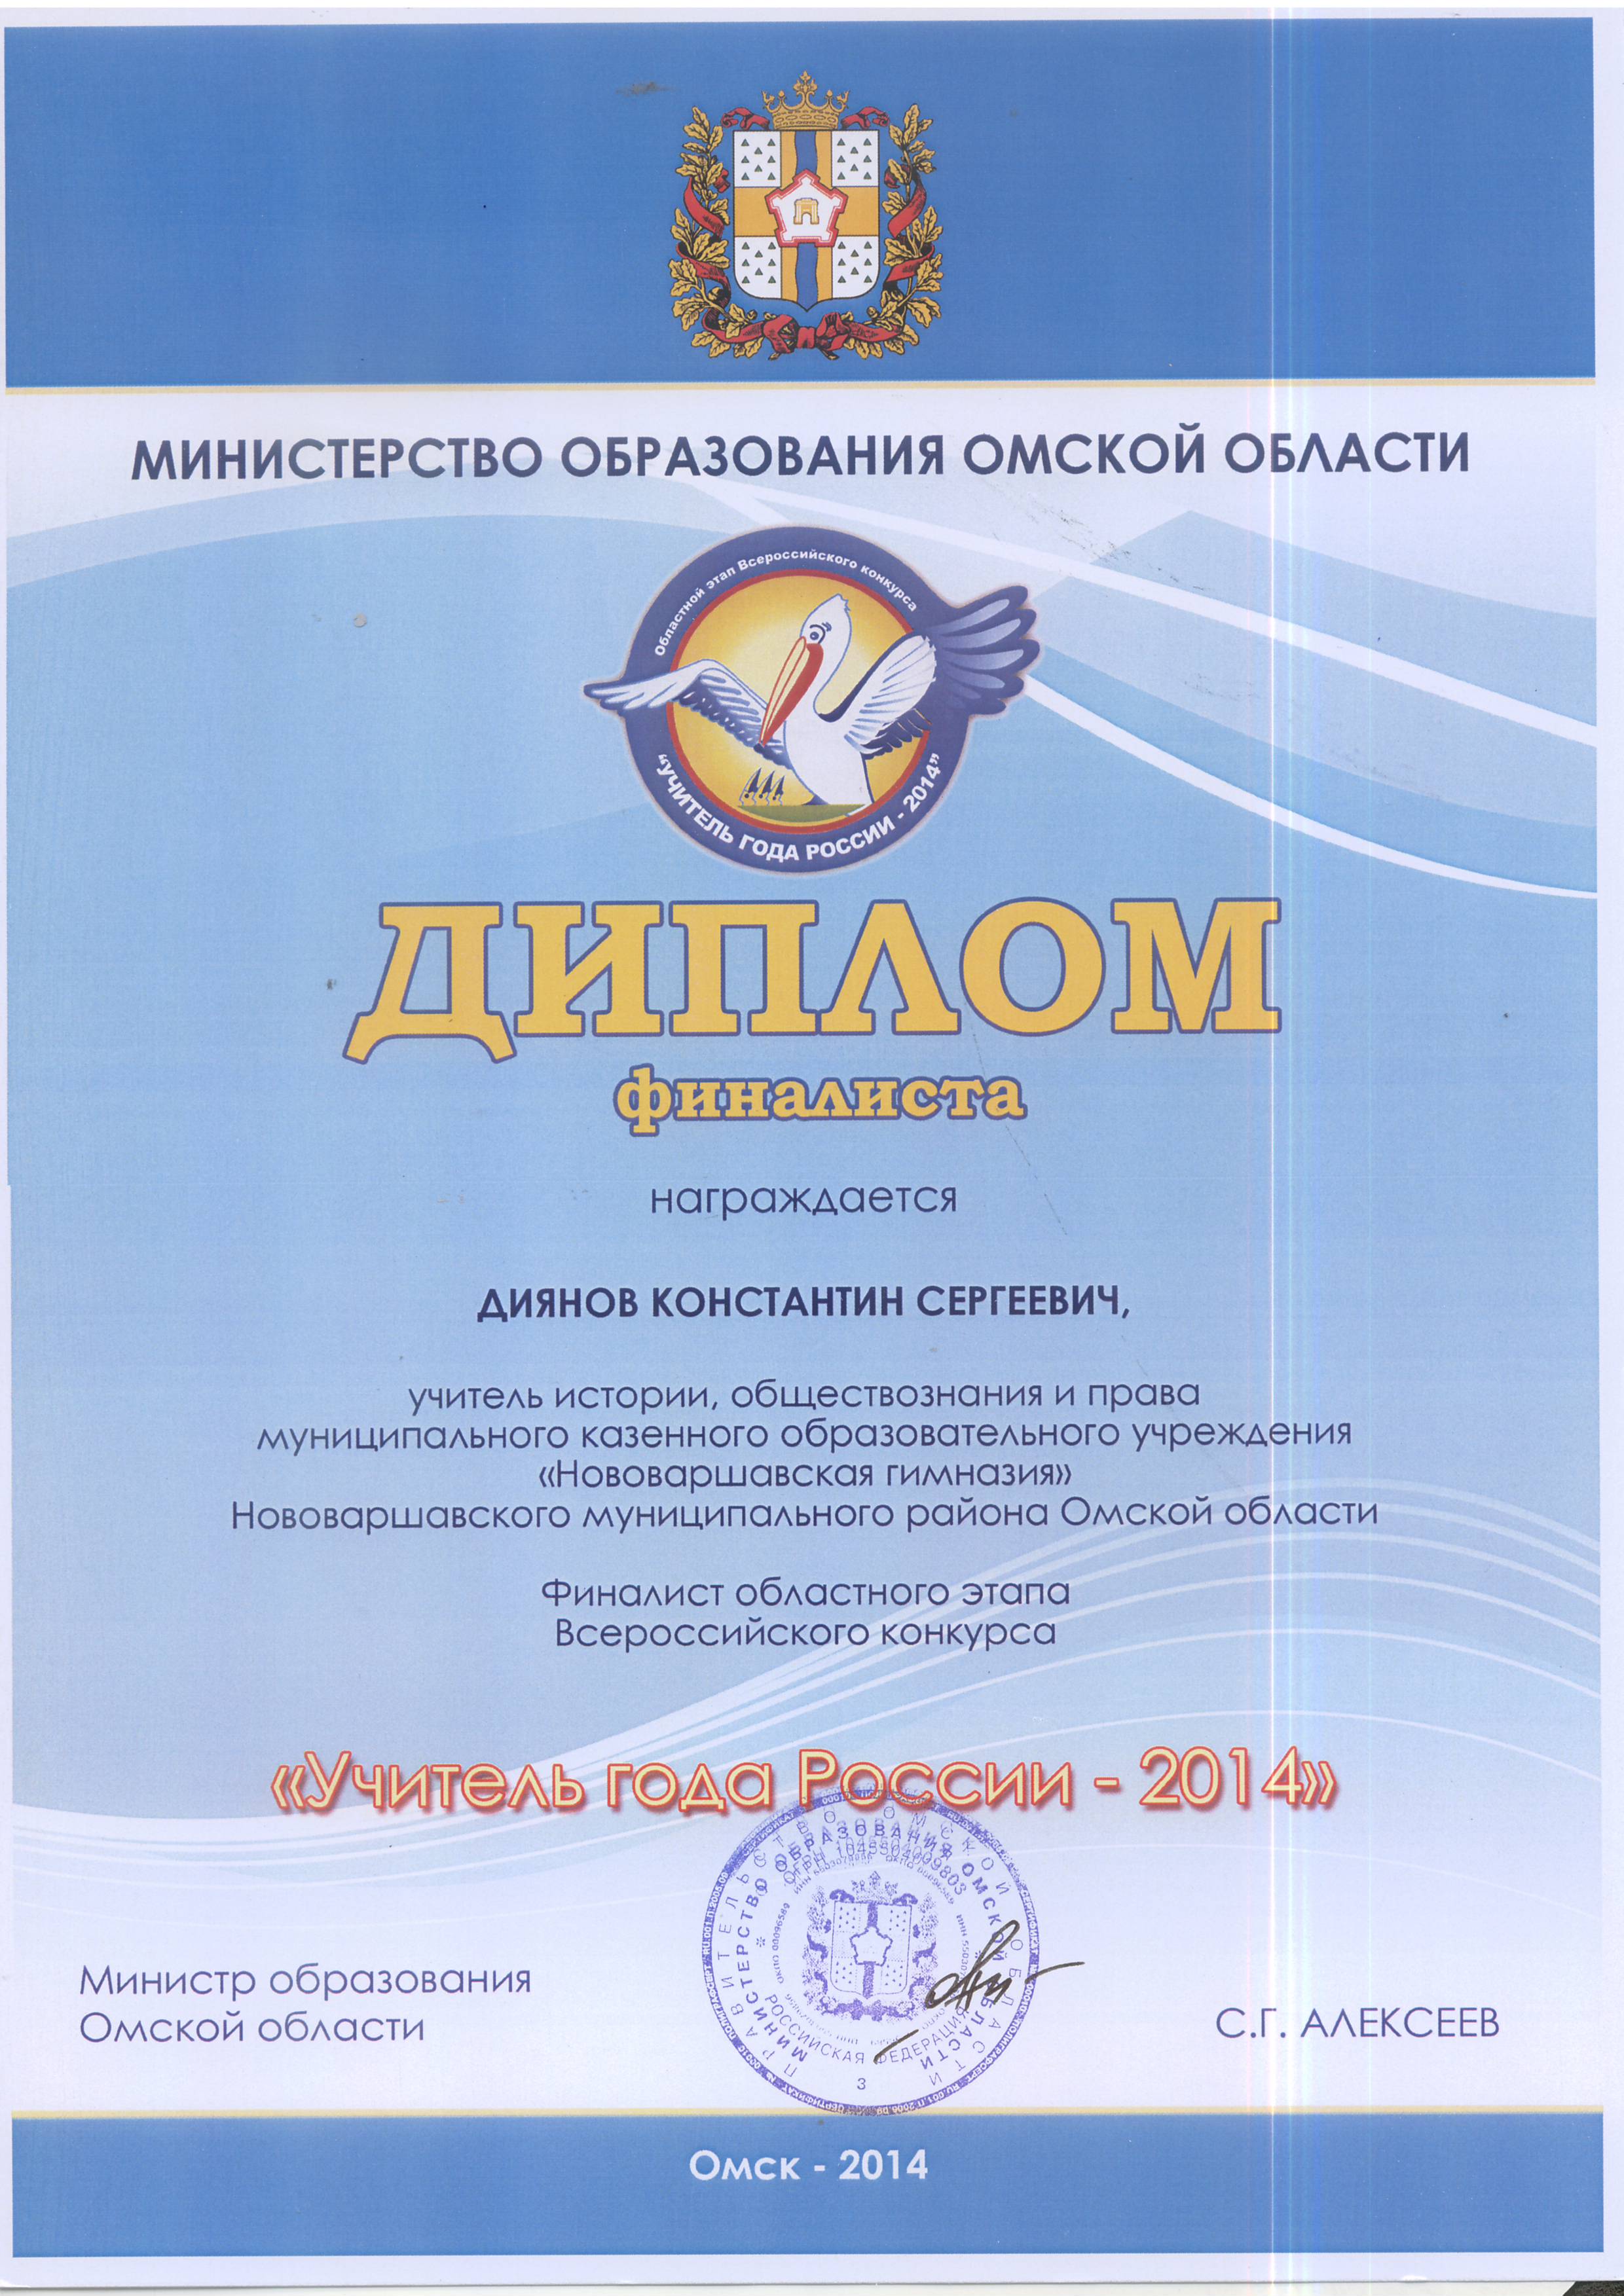 МИНИСТЕРСТВО ОБРАЗОВАНИЯ ОМСКОЙ ОБЛАСТИ
Областной этап Всероссийского конкурса
“УЧИТЕЛЬ ГОДА РОССИИ - 2014”
ДИПЛОМ
финалиста
награждается
ДИЯНОВ КОНСТАНТИН СЕРГЕЕВИЧ,
учитель истории, обществознания и права
муниципального казенного образовательного учреждения
«Нововаршавская гимназия»
Нововаршавского муниципального района Омской области
Финалист областного этапа
Всероссийского конкурса
«Учитель года России - 2014»
ПРАВИТЕЛЬСТВО ОМСКОЙ ОБЛАСТИ
МИНИСТЕРСТВО ОБРАЗОВАНИЯ ОМСКОЙ ОБЛАСТИ
ОГРН 1045504009803
РОССИЙСКАЯ ФЕДЕРАЦИЯ
3
Министр образования
Омской области
С.Г. АЛЕКСЕЕВ
Омск - 2014